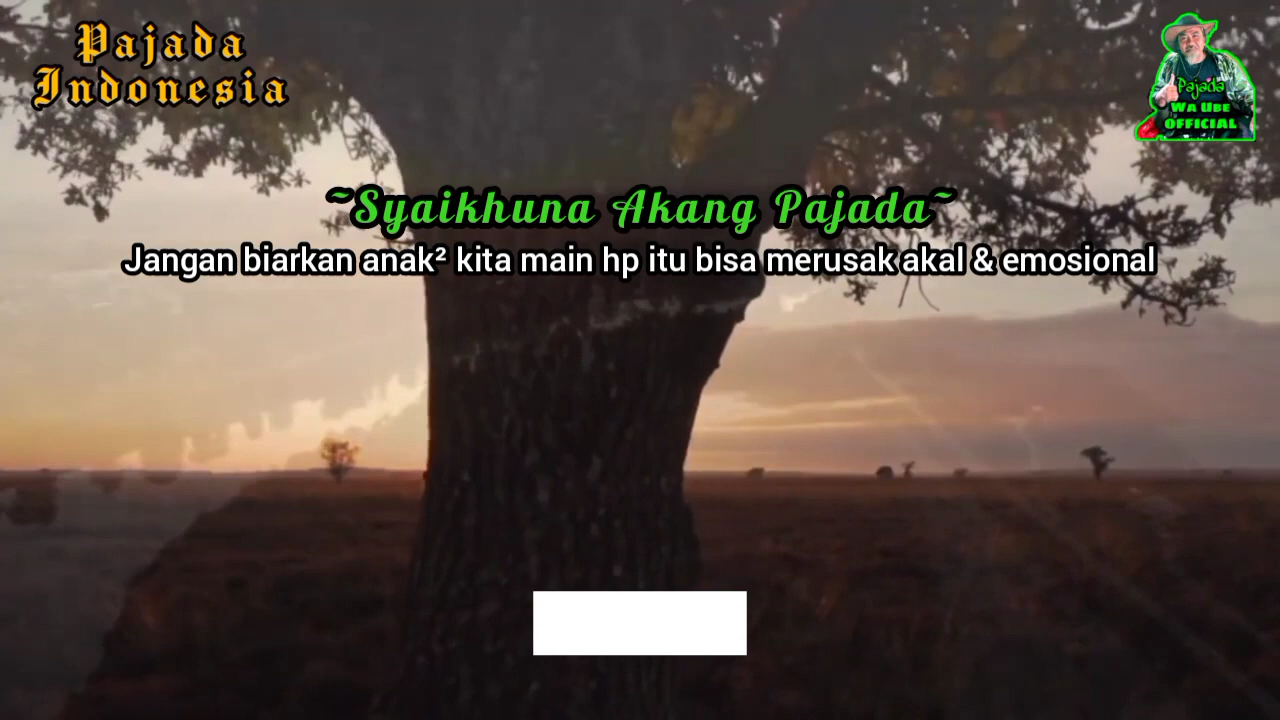 Pajada
Indonesia
Pajada
WA UBE
OFFICIAL
~Syaikhuna Akang Pajada~
Jangan biarkan anak² kita main hp itu bisa merusak akal & emosional